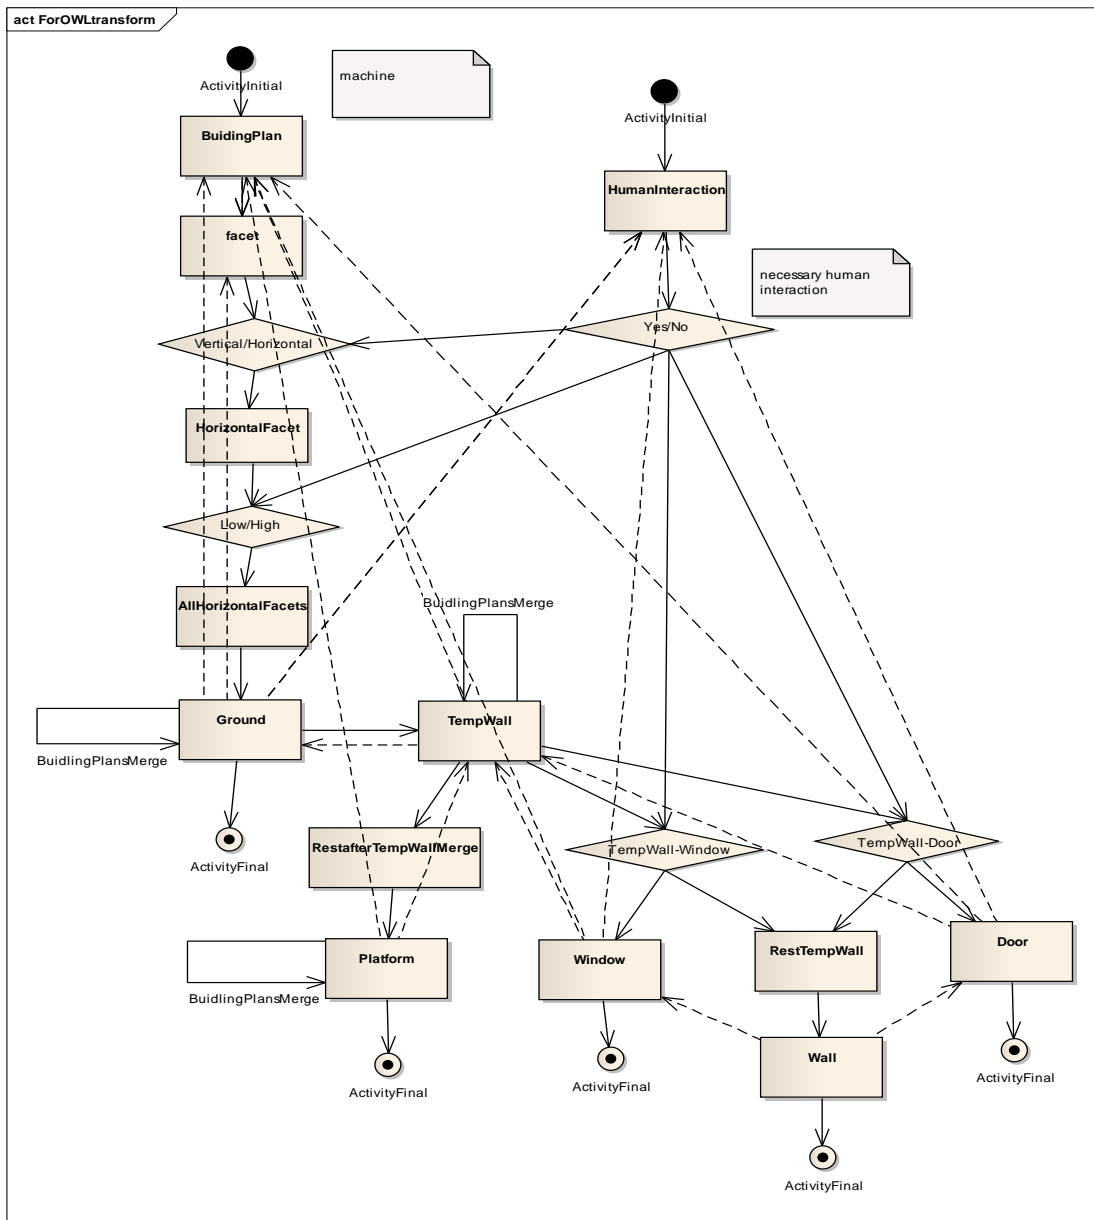 act ForOWLtransform
machine
ActivityInitial
ActivityInitial
BuidingPlan
HumanInteraction
facet
necessary human
interaction
Yes/No
Vertical/Horizontal
HorizontalFacet
Low/High
AllHorizontalFacets
BuidlingPlansMerge
Ground
TempWall
BuidlingPlansMerge
RestafterTempWallMerge
TempWall-Window
TempWall-Door
ActivityFinal
Platform
Window
RestTempWall
Door
BuidlingPlansMerge
Wall
ActivityFinal
ActivityFinal
ActivityFinal
ActivityFinal